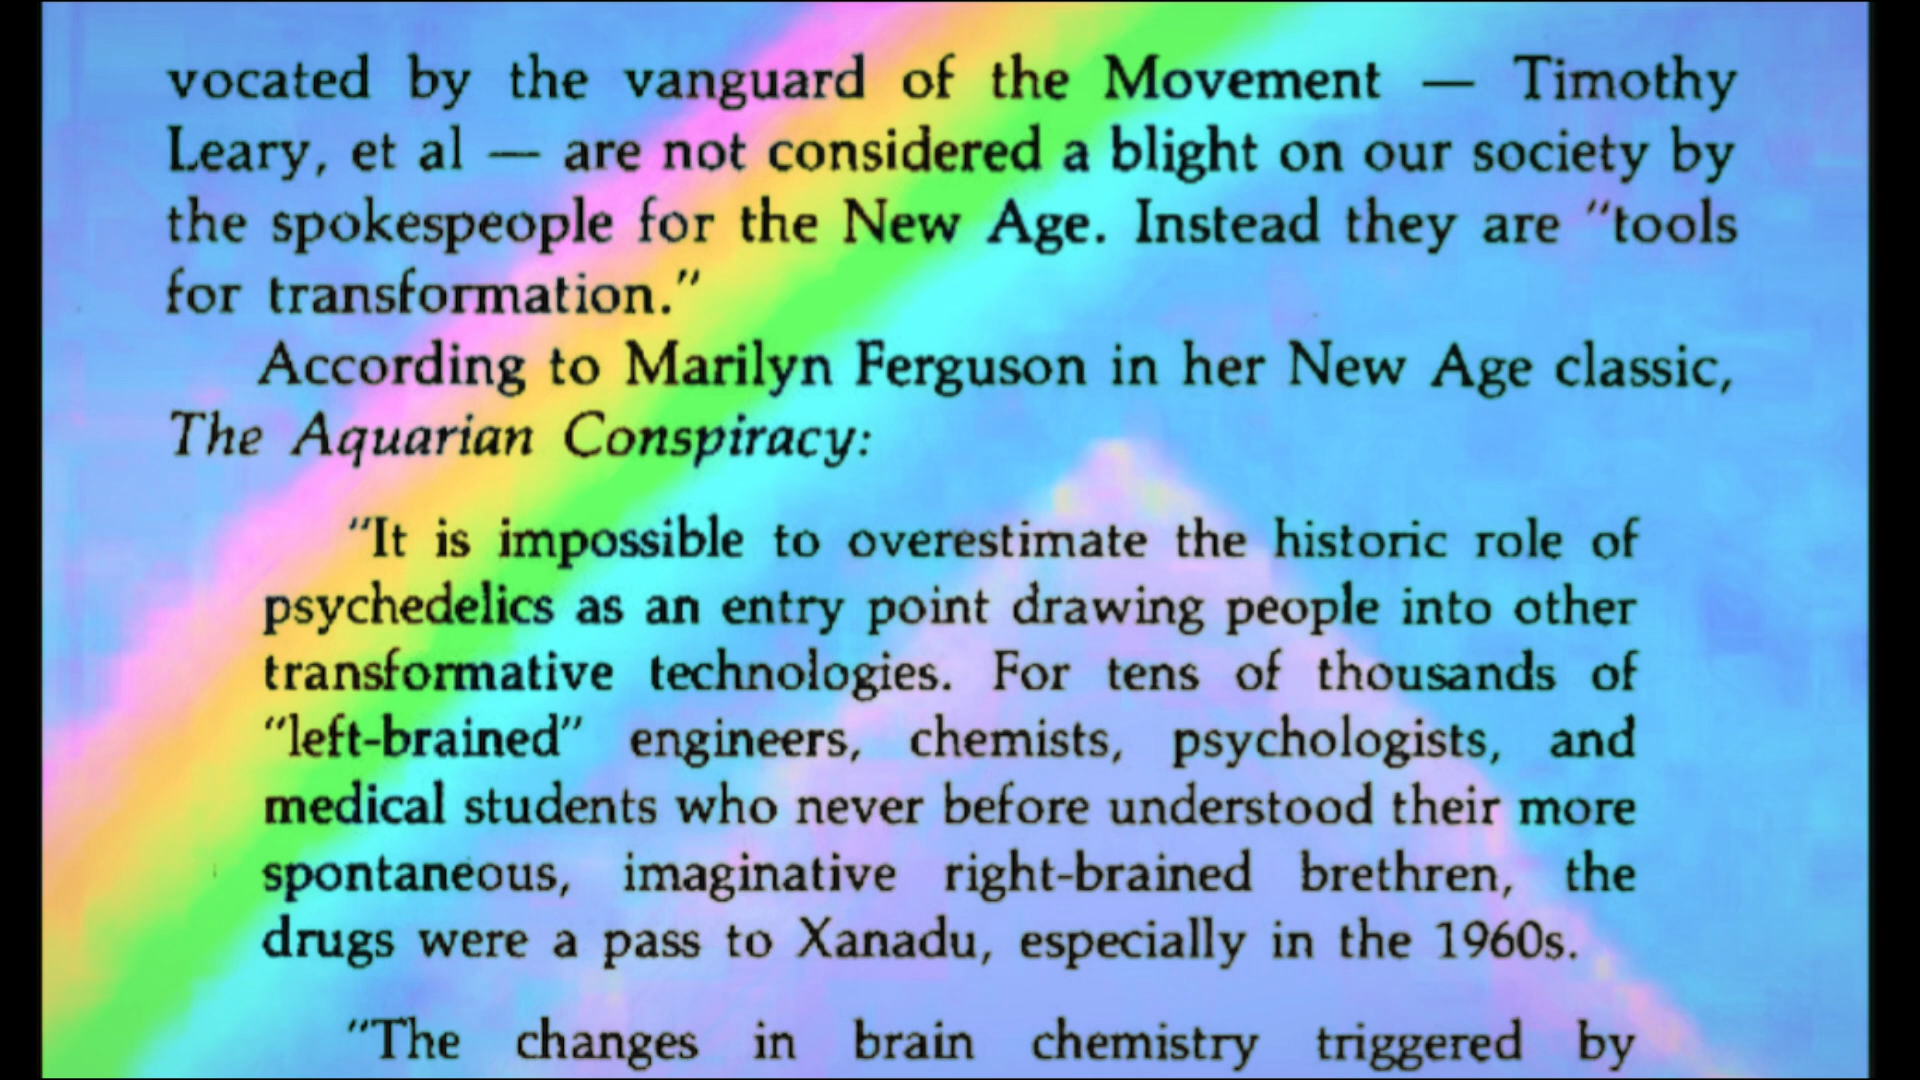 vocated by the vanguard of the Movement — Timothy
Leary, et al — are not considered a blight on our society by
the spokespeople for the New Age. Instead they are "tools
for transformation."
According to Marilyn Ferguson in her New Age classic,
The Aquarian Conspiracy:
"It is impossible to overestimate the historic role of
psychedelics as an entry point drawing people into other
transformative technologies. For tens of thousands of
"left-brained" engineers, chemists, psychologists, and
medical students who never before understood their more
spontaneous, imaginative right-brained brethren, the
drugs were a pass to Xanadu, especially in the 1960s.
"The changes in brain chemistry triggered by